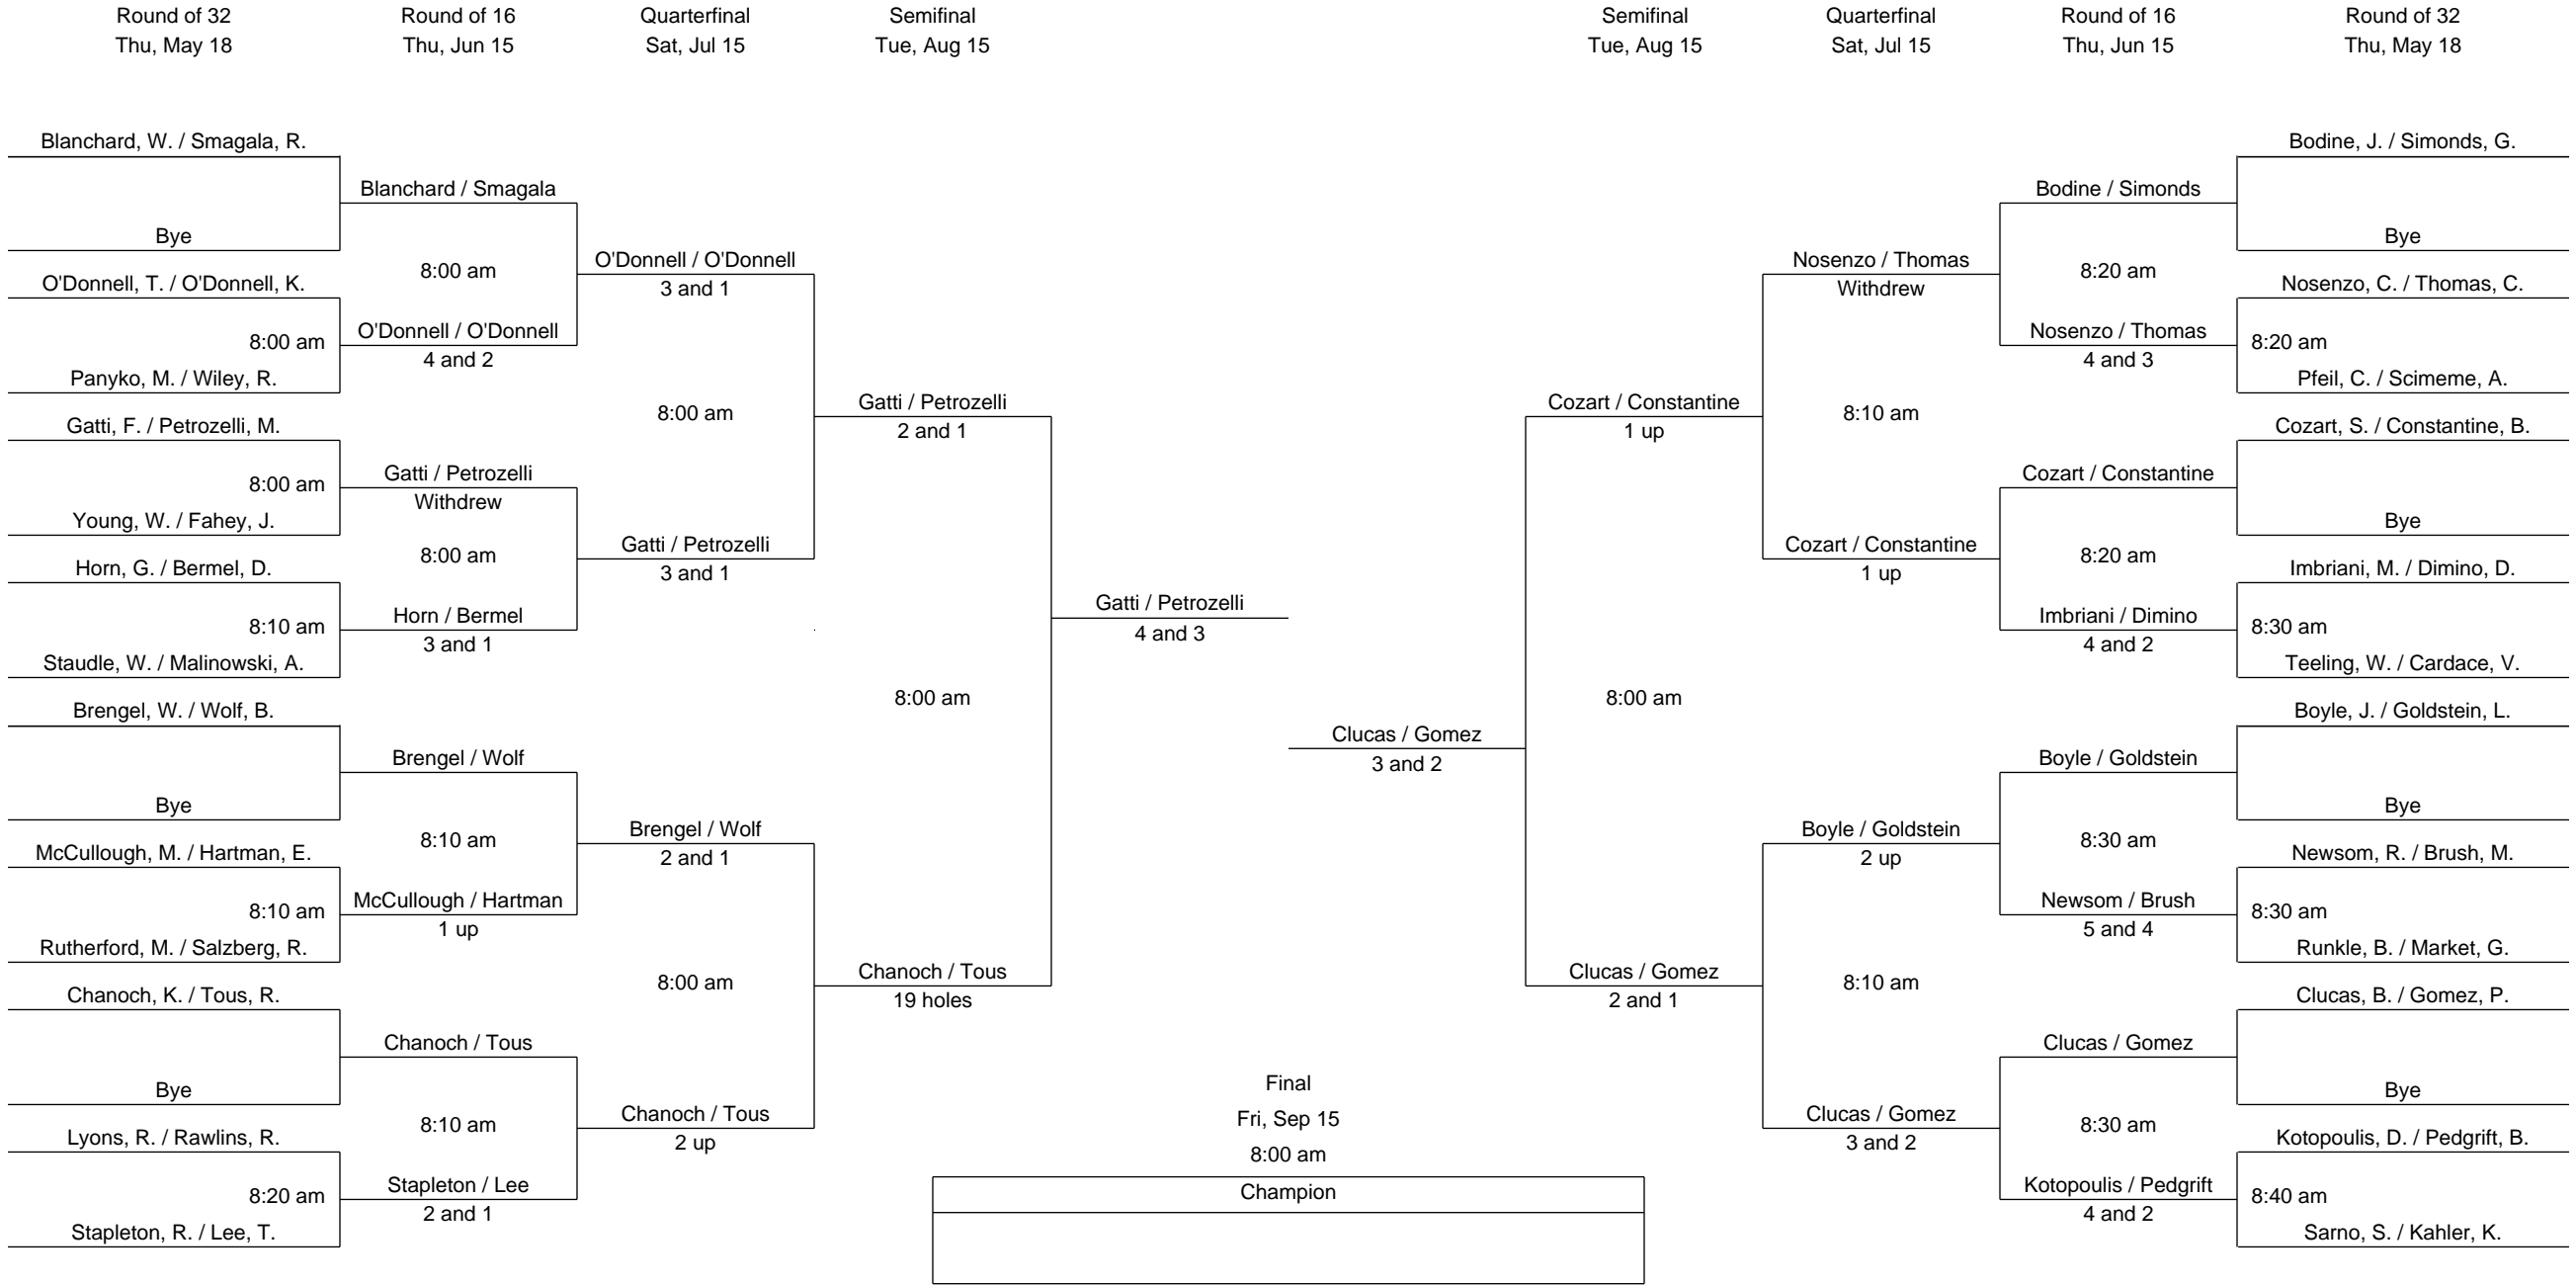 Round of 32
Thu, May 18
Round of 16
Thu, Jun 15
Quarterfinal
Sat, Jul 15
Semifinal
Tue, Aug 15
Semifinal
Tue, Aug 15
Quarterfinal
Sat, Jul 15
Round of 16
Thu, Jun 15
Round of 32
Thu, May 18
Blanchard, W. / Smagala, R.
Bye
O'Donnell, T. / O'Donnell, K.
8:00 am
Panyko, M. / Wiley, R.
Gatti, F. / Petrozelli, M.
8:00 am
Young, W. / Fahey, J.
Horn, G. / Bermel, D.
8:10 am
Staudle, W. / Malinowski, A.
Brengel, W. / Wolf, B.
Bye
McCullough, M. / Hartman, E.
8:10 am
Rutherford, M. / Salzberg, R.
Chanoch, K. / Tous, R.
Bye
Lyons, R. / Rawlins, R.
8:20 am
Stapleton, R. / Lee, T.
Blanchard / Smagala
8:00 am
O'Donnell / O'Donnell
4 and 2
Gatti / Petrozelli
Withdrew
8:00 am
Horn / Bermel
3 and 1
Brengel / Wolf
8:10 am
McCullough / Hartman
1 up
Chanoch / Tous
8:10 am
Stapleton / Lee
2 and 1
O'Donnell / O'Donnell
3 and 1
8:00 am
Gatti / Petrozelli
3 and 1
Brengel / Wolf
2 and 1
8:00 am
Chanoch / Tous
2 up
Gatti / Petrozelli
2 and 1
8:00 am
Chanoch / Tous
19 holes
Gatti / Petrozelli
4 and 3
Clucas / Gomez
3 and 2
Final
Fri, Sep 15
8:00 am
Champion
Cozart / Constantine
1 up
8:00 am
Clucas / Gomez
2 and 1
Nosenzo / Thomas
Withdrew
8:10 am
Cozart / Constantine
1 up
Boyle / Goldstein
2 up
8:10 am
Clucas / Gomez
3 and 2
Bodine / Simonds
8:20 am
Nosenzo / Thomas
4 and 3
Cozart / Constantine
8:20 am
Imbriani / Dimino
4 and 2
Boyle / Goldstein
8:30 am
Newsom / Brush
5 and 4
Clucas / Gomez
8:30 am
Kotopoulis / Pedgrift
4 and 2
Bodine, J. / Simonds, G.
Bye
Nosenzo, C. / Thomas, C.
8:20 am
Pfeil, C. / Scimeme, A.
Cozart, S. / Constantine, B.
Bye
Imbriani, M. / Dimino, D.
8:30 am
Teeling, W. / Cardace, V.
Boyle, J. / Goldstein, L.
Bye
Newsom, R. / Brush, M.
8:30 am
Runkle, B. / Market, G.
Clucas, B. / Gomez, P.
Bye
Kotopoulis, D. / Pedgrift, B.
8:40 am
Sarno, S. / Kahler, K.